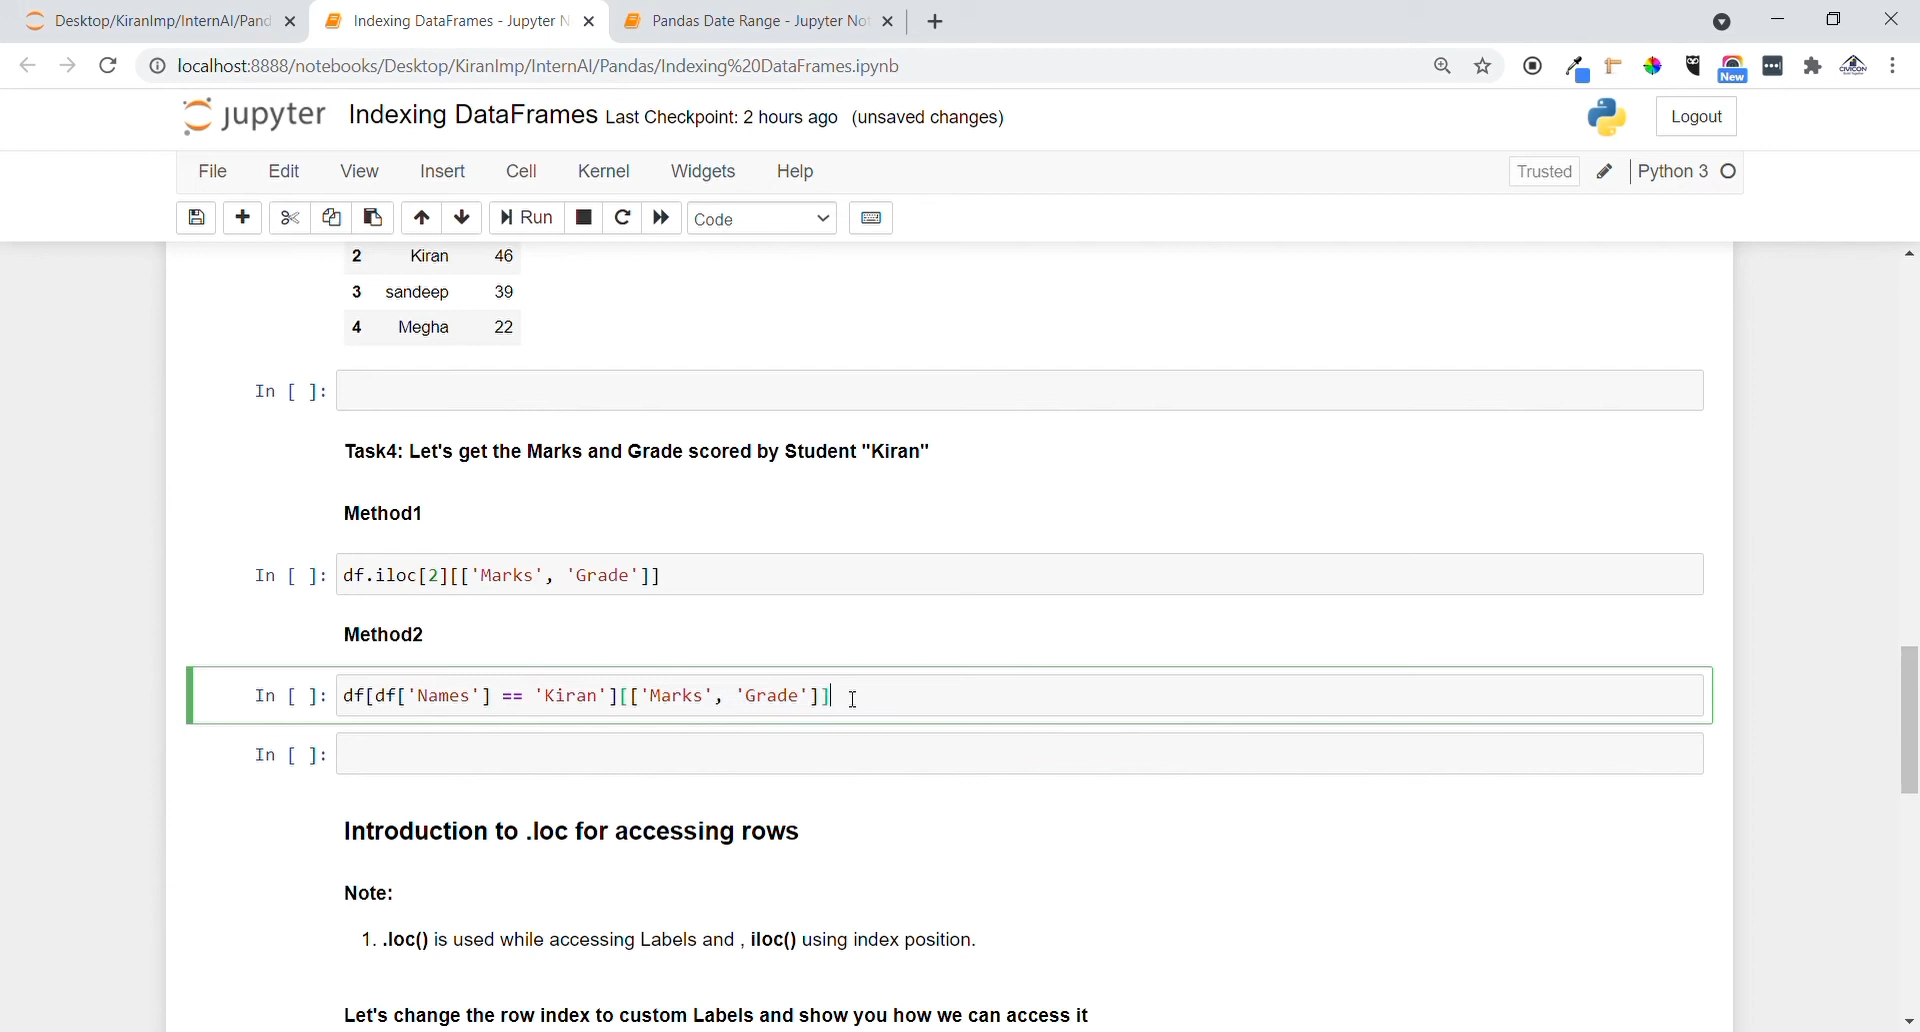 Desktop/KiranImp/InternAI/Pand
Indexing DataFrames - Jupyter N
Pandas Date Range - Jupyter Not
localhost:8888/notebooks/Desktop/KiranImp/InternAI/Pandas/Indexing%20DataFrames.ipynb
New
CIVICON
jupyter Indexing DataFrames Last Checkpoint: 2 hours ago (unsaved changes)
Logout
File Edit View Insert Cell Kernel Widgets Help
Trusted Python 3
Run Code
2 Kiran 46
3 sandeep 39
4 Megha 22
In [ ]:
Task4: Let's get the Marks and Grade scored by Student "Kiran"
Method1
In [ ]: df.iloc[2][['Marks', 'Grade']]
Method2
In [ ]: df[df['Names'] == 'Kiran'][['Marks', 'Grade']]
In [ ]:
Introduction to .loc for accessing rows
Note:
1. .loc() is used while accessing Labels and , iloc() using index position.
Let's change the row index to custom Labels and show you how we can access it